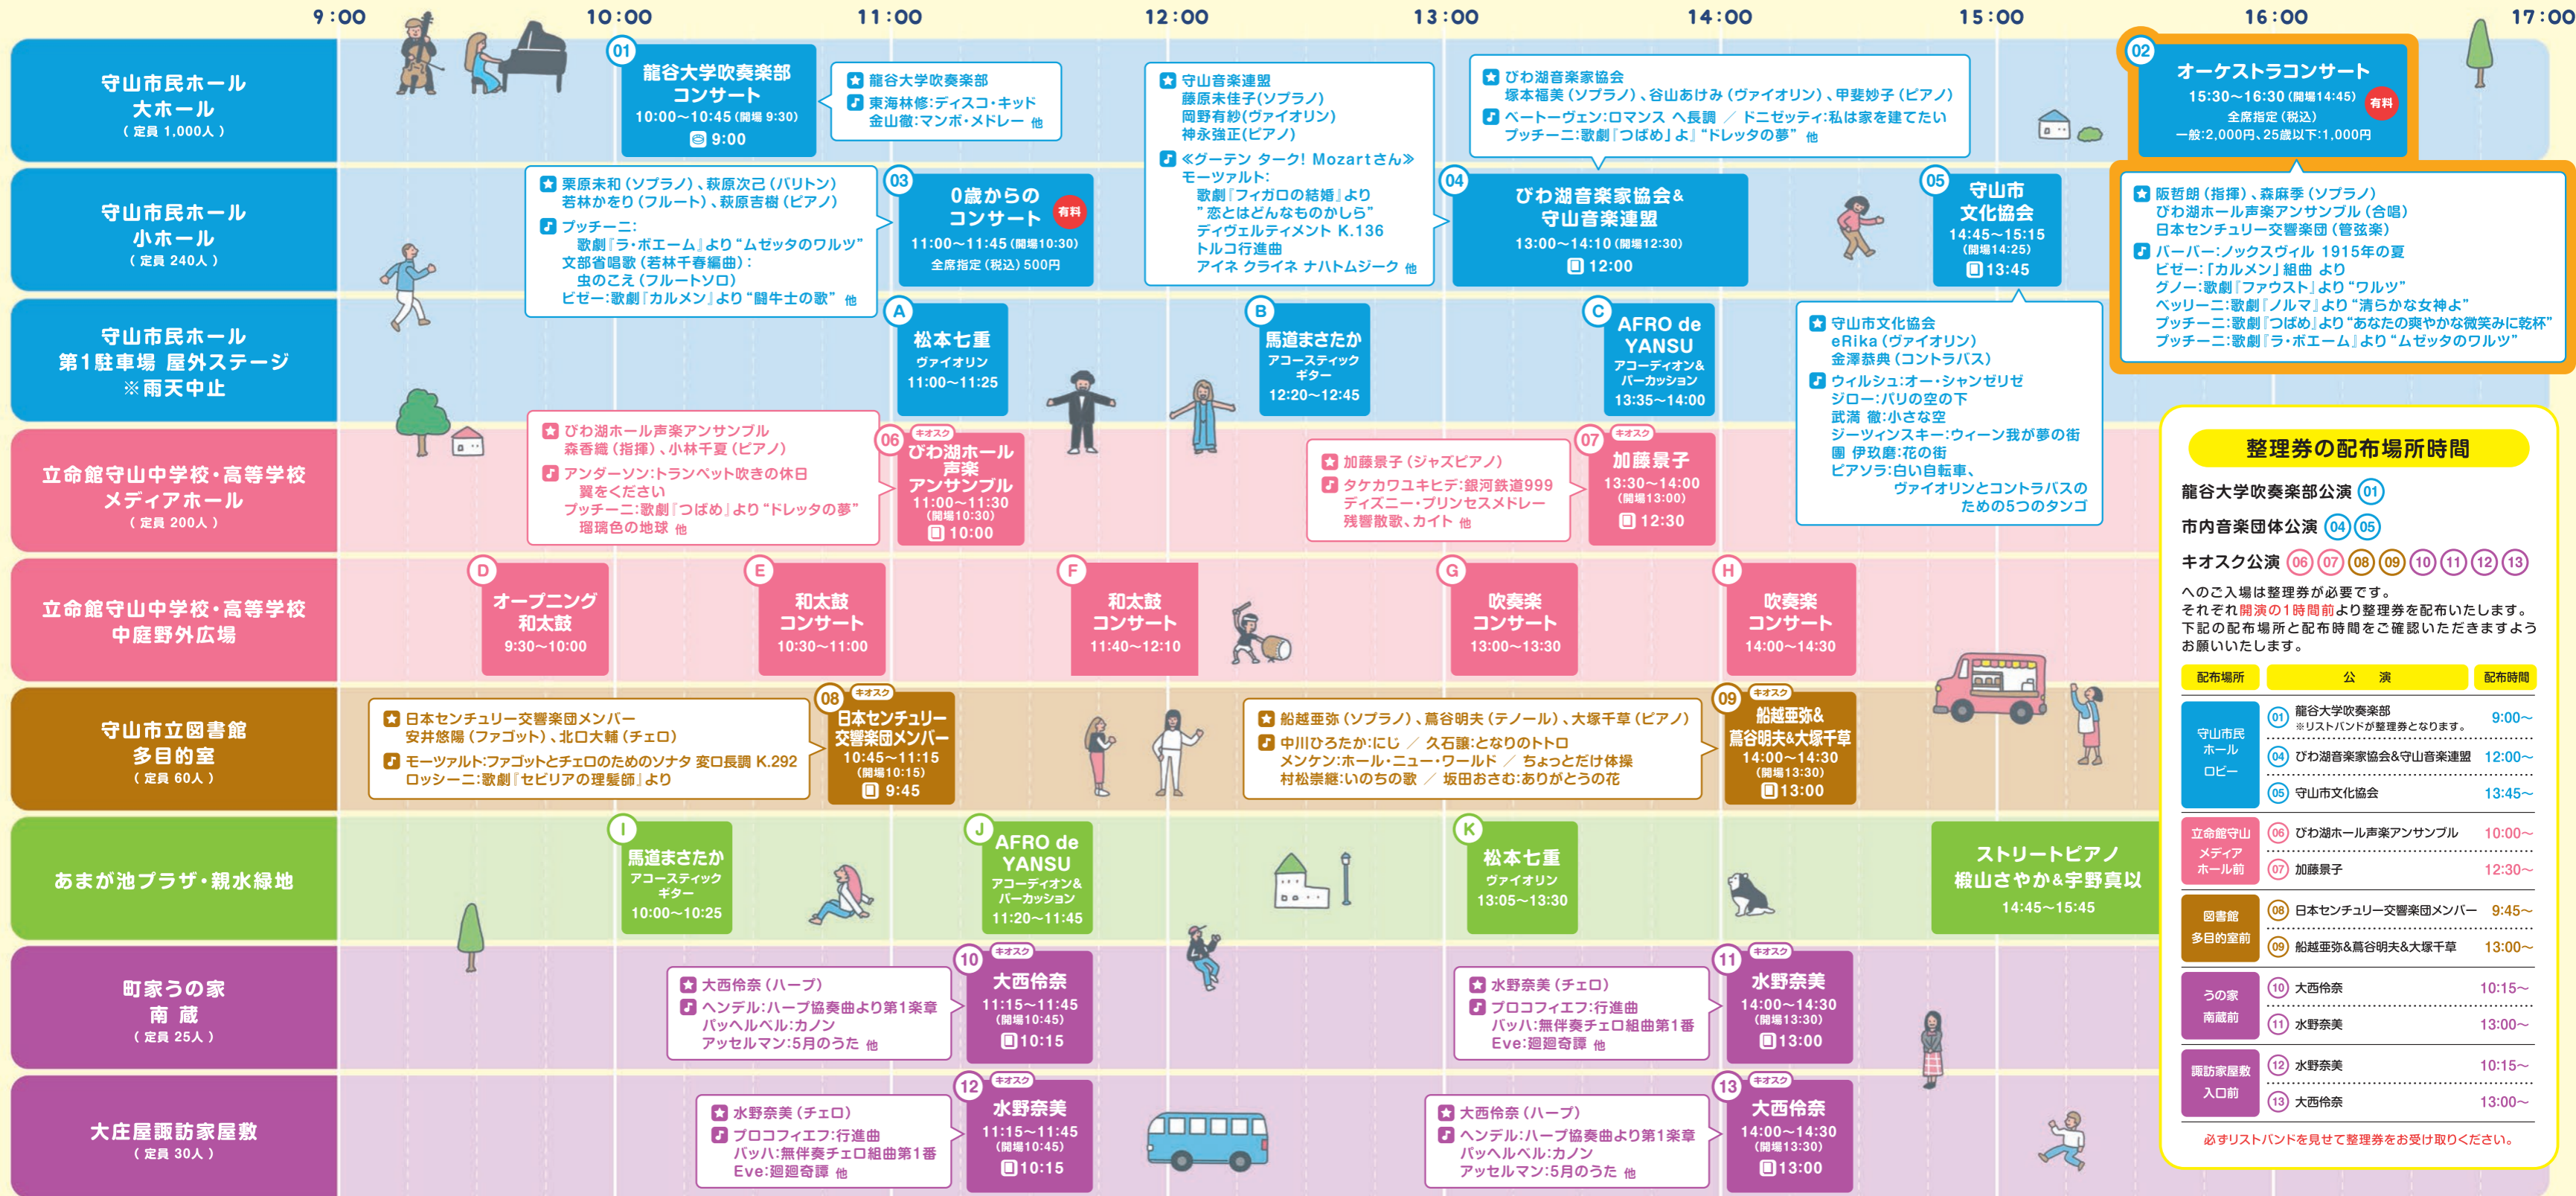 9:00
10:00
11:00
12:00
13:00
14:00
15:00
16:00
17:00
守山市民ホール
大ホール
（ 定員 1,000人 ）
01
龍谷大学吹奏楽部
コンサート
10:00〜10:45（開場 9:30）
9:00
龍谷大学吹奏楽部
東海林修:ディスコ・キッド
金山徹:マンボ・メドレー 他
02
オーケストラコンサート
15:30〜16:30（開場14:45）
有料
全席指定（税込）
一般:2,000円、25歳以下:1,000円
阪哲朗（指揮）、森麻季（ソプラノ）
びわ湖ホール声楽アンサンブル（合唱）
日本センチュリー交響楽団（管弦楽）
バーバー:ノックスヴィル 1915年の夏
ビゼー:「カルメン」組曲 より
グノー:歌劇『ファウスト』より“ワルツ”
ベッリーニ:歌劇『ノルマ』より“清らかな女神よ”
プッチーニ:歌劇『つばめ』より“あなたの爽やかな微笑みに乾杯”
プッチーニ:歌劇『ラ・ボエーム』より“ムゼッタのワルツ”
守山市民ホール
小ホール
（ 定員 240人 ）
栗原未和（ソプラノ）、萩原次己（バリトン）
若林かをり（フルート）、萩原吉樹（ピアノ）
プッチーニ:
歌劇『ラ・ボエーム』より“ムゼッタのワルツ”
文部省唱歌（若林千春編曲）:
虫のこえ（フルートソロ）
ビゼー:歌劇『カルメン』より“闘牛士の歌” 他
03
0歳からの
コンサート
有料
11:00〜11:45（開場10:30）
全席指定（税込）500円
守山音楽連盟
藤原未佳子(ソプラノ)
岡野有紗(ヴァイオリン)
神永強正(ピアノ)
≪グーテン ターク! Mozartさん≫
モーツァルト:
歌劇『フィガロの結婚』より
”恋とはどんなものかしら”
ディヴェルティメント K.136
トルコ行進曲
アイネ クライネ ナハトムジーク 他
びわ湖音楽家協会
塚本福美（ソプラノ）、谷山あけみ（ヴァイオリン）、甲斐妙子（ピアノ）
ベートーヴェン:ロマンス ヘ長調 ／ ドニゼッティ:私は家を建てたい
プッチーニ:歌劇『つばめ』よ“ドレッタの夢” 他
04
びわ湖音楽家協会&
守山音楽連盟
13:00〜14:10（開場12:30）
12:00
05
守山市
文化協会
14:45〜15:15
（開場14:25）
13:45
守山市文化協会
eRika（ヴァイオリン）
金澤恭典（コントラバス）
ウィルシュ:オー・シャンゼリゼ
ジロー:パリの空の下
武満 徹:小さな空
ジーツィンスキー:ウィーン我が夢の街
團 伊玖磨:花の街
ピアソラ:白い自転車、
ヴァイオリンとコントラバスの
ための5つのタンゴ
守山市民ホール
第1駐車場 屋外ステージ
※雨天中止
A
松本七重
ヴァイオリン
11:00〜11:25
B
馬道まさたか
アコースティック
ギター
12:20〜12:45
C
AFRO de
YANSU
アコーディオン&
パーカッション
13:35〜14:00
立命館守山中学校・高等学校
メディアホール
（ 定員 200人 ）
びわ湖ホール声楽アンサンブル
森香織（指揮）、小林千夏（ピアノ）
アンダーソン:トランペット吹きの休日
翼をください
プッチーニ:歌劇『つばめ』より“ドレッタの夢”
瑠璃色の地球 他
06
キオスク
びわ湖ホール
声楽
アンサンブル
11:00〜11:30
（開場10:30）
10:00
加藤景子（ジャズピアノ）
タケカワユキヒデ:銀河鉄道999
ディズニー・プリンセスメドレー
残響散歌、カイト 他
07
キオスク
加藤景子
13:30〜14:00
（開場13:00）
12:30
立命館守山中学校・高等学校
中庭野外広場
D
オープニング
和太鼓
9:30〜10:00
E
和太鼓
コンサート
10:30〜11:00
F
和太鼓
コンサート
11:40〜12:10
G
吹奏楽
コンサート
13:00〜13:30
H
吹奏楽
コンサート
14:00〜14:30
守山市立図書館
多目的室
（ 定員 60人 ）
日本センチュリー交響楽団メンバー
安井悠陽（ファゴット）、北口大輔（チェロ）
モーツァルト:ファゴットとチェロのためのソナタ 変ロ長調 K.292
ロッシーニ:歌劇『セビリアの理髪師』より
08
キオスク
日本センチュリー
交響楽団メンバー
10:45〜11:15
（開場10:15）
9:45
船越亜弥（ソプラノ）、蔦谷明夫（テノール）、大塚千草（ピアノ）
中川ひろたか:にじ ／ 久石譲:となりのトトロ
メンケン:ホール・ニュー・ワールド ／ ちょっとだけ体操
村松崇継:いのちの歌 ／ 坂田おさむ:ありがとうの花
09
キオスク
船越亜弥&
蔦谷明夫&大塚千草
14:00〜14:30
（開場13:30）
13:00
あまが池プラザ・親水緑地
I
馬道まさたか
アコースティック
ギター
10:00〜10:25
J
AFRO de
YANSU
アコーディオン&
パーカッション
11:20〜11:45
K
松本七重
ヴァイオリン
13:05〜13:30
ストリートピアノ
椴山さやか&宇野真以
14:45〜15:45
町家うの家
南 蔵
（ 定員 25人 ）
大西伶奈（ハープ）
ヘンデル:ハープ協奏曲より第1楽章
パッヘルベル:カノン
アッセルマン:5月のうた 他
10
キオスク
大西伶奈
11:15〜11:45
（開場10:45）
10:15
水野奈美（チェロ）
プロコフィエフ:行進曲
バッハ:無伴奏チェロ組曲第1番
Eve:廻廻奇譚 他
11
キオスク
水野奈美
14:00〜14:30
（開場13:30）
13:00
大庄屋諏訪家屋敷
（ 定員 30人 ）
水野奈美（チェロ）
プロコフィエフ:行進曲
バッハ:無伴奏チェロ組曲第1番
Eve:廻廻奇譚 他
12
キオスク
水野奈美
11:15〜11:45
（開場10:45）
10:15
大西伶奈（ハープ）
ヘンデル:ハープ協奏曲より第1楽章
パッヘルベル:カノン
アッセルマン:5月のうた 他
13
キオスク
大西伶奈
14:00〜14:30
（開場13:30）
13:00
整理券の配布場所時間
龍谷大学吹奏楽部公演 01
市内音楽団体公演 04 05
キオスク公演 06 07 08 09 10 11 12 13
へのご入場は整理券が必要です。
それぞれ開演の1時間前より整理券を配布いたします。
下記の配布場所と配布時間をご確認いただきますよう
お願いいたします。
配布場所 公 演 配布時間
守山市民
ホール
ロビー
01 龍谷大学吹奏楽部 9:00〜
※リストバンドが整理券となります。
04 びわ湖音楽家協会&守山音楽連盟 12:00〜
05 守山市文化協会 13:45〜
立命館守山
メディア
ホール前
06 びわ湖ホール声楽アンサンブル 10:00〜
07 加藤景子 12:30〜
図書館
多目的室前
08 日本センチュリー交響楽団メンバー 9:45〜
09 船越亜弥&蔦谷明夫&大塚千草 13:00〜
うの家
南蔵前
10 大西伶奈 10:15〜
11 水野奈美 13:00〜
諏訪家屋敷
入口前
12 水野奈美 10:15〜
13 大西伶奈 13:00〜
必ずリストバンドを見せて整理券をお受け取りください。